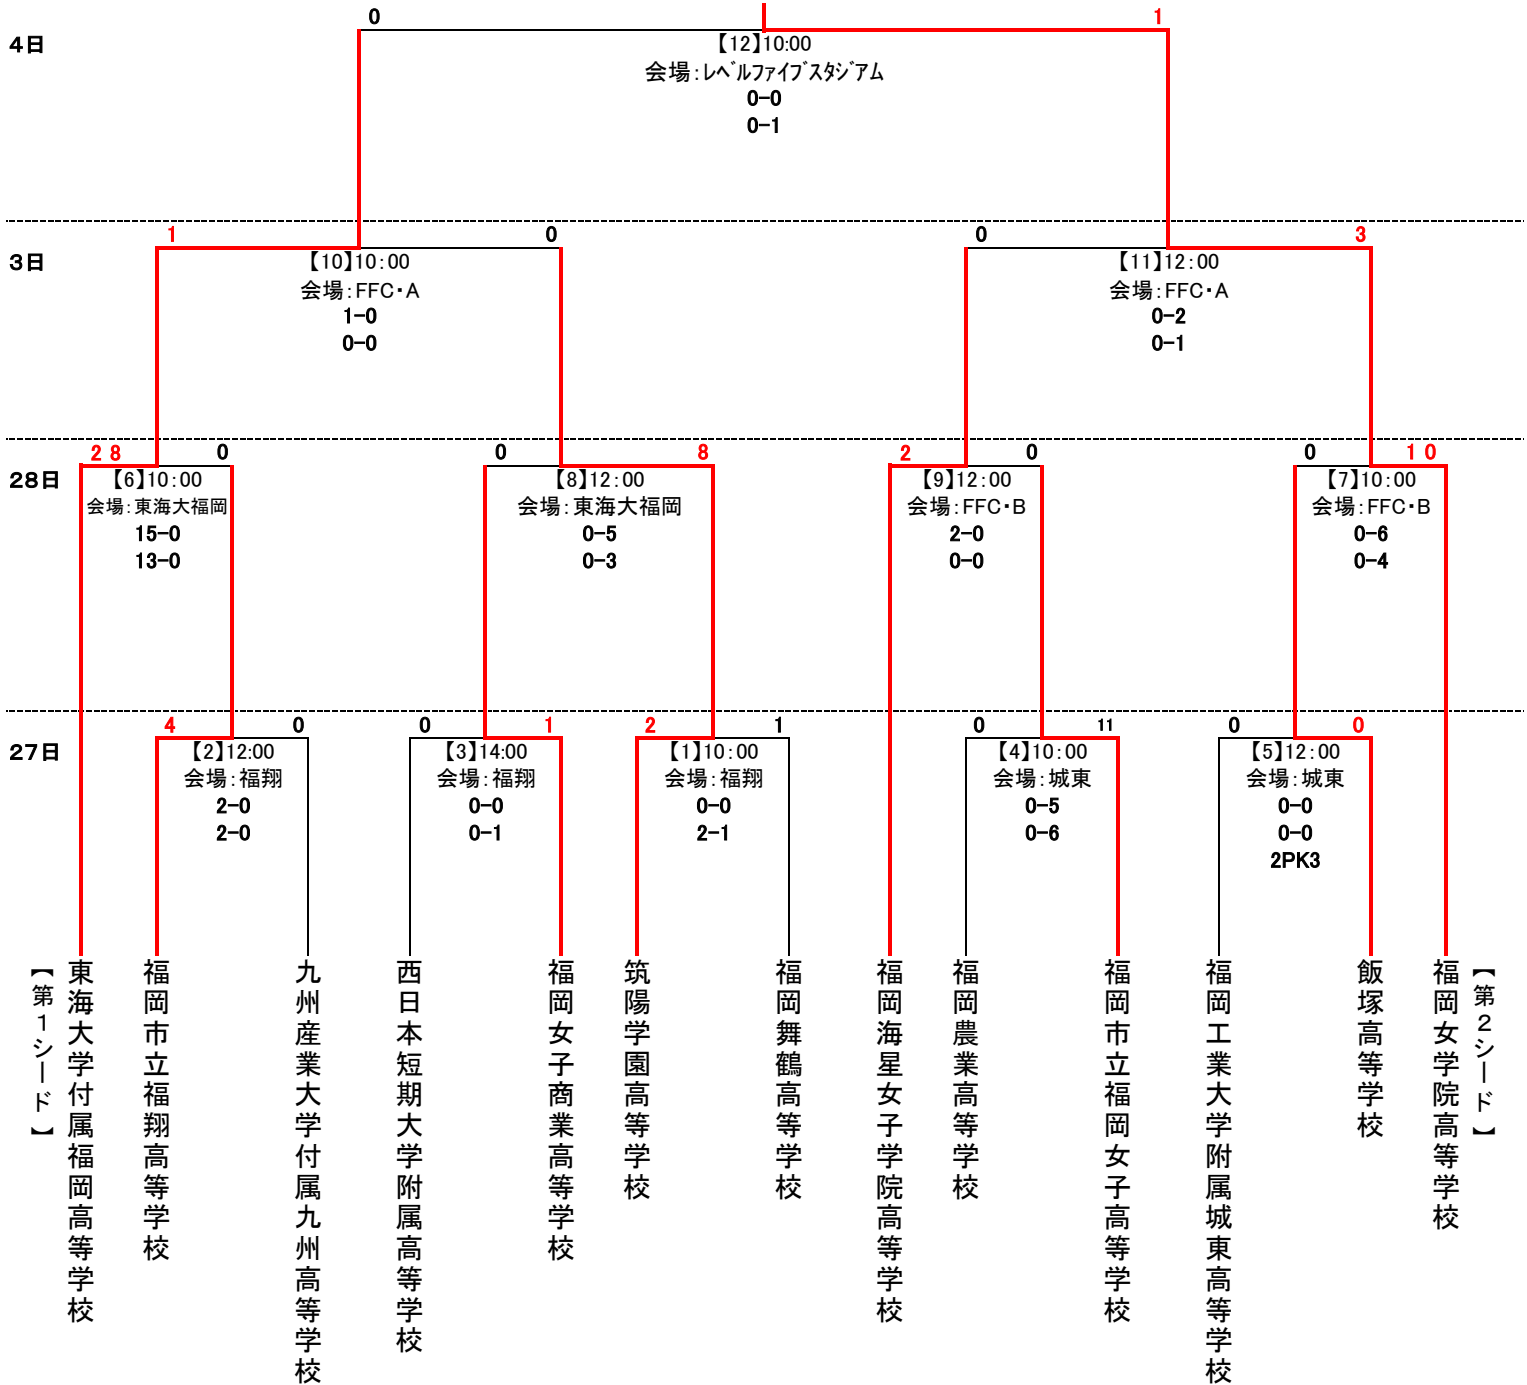 0 1
4日
【12】10:00
会場：レベルファイブスタジアム
0-0
0-1
1 0 0 3
3日
【10】10：00 【11】12：00
会場：FFC・A 会場：FFC・A
1-0 0-2
0-0 0-1
28 0 0 8 2 0 0 10
28日
【6】10：00 【8】12：00 【9】12：00 【7】10：00
会場：東海大福岡 会場：東海大福岡 会場：FFC・B 会場：FFC・B
15-0 0-5 2-0 0-6
13-0 0-3 0-0 0-4
4 0 0 1 2 1 0 11 0 0
27日
【2】12:00 【3】14:00 【1】10：00 【4】10：00 【5】12：00
会場：福翔 会場：福翔 会場：福翔 会場：城東 会場：城東
2-0 0-0 0-0 0-5 0-0
2-0 0-1 2-1 0-6 0-0
2PK3
【第1シード】
東海大学付属福岡高等学校
福岡市立福翔高等学校
九州産業大学付属九州高等学校
西日本短期大学附属高等学校
福岡女子商業高等学校
筑陽学園高等学校
福岡舞鶴高等学校
福岡海星女子学院高等学校
福岡農業高等学校
福岡市立福岡女子高等学校
福岡工業大学附属城東高等学校
飯塚高等学校
福岡女学院高等学校
【第2シード】